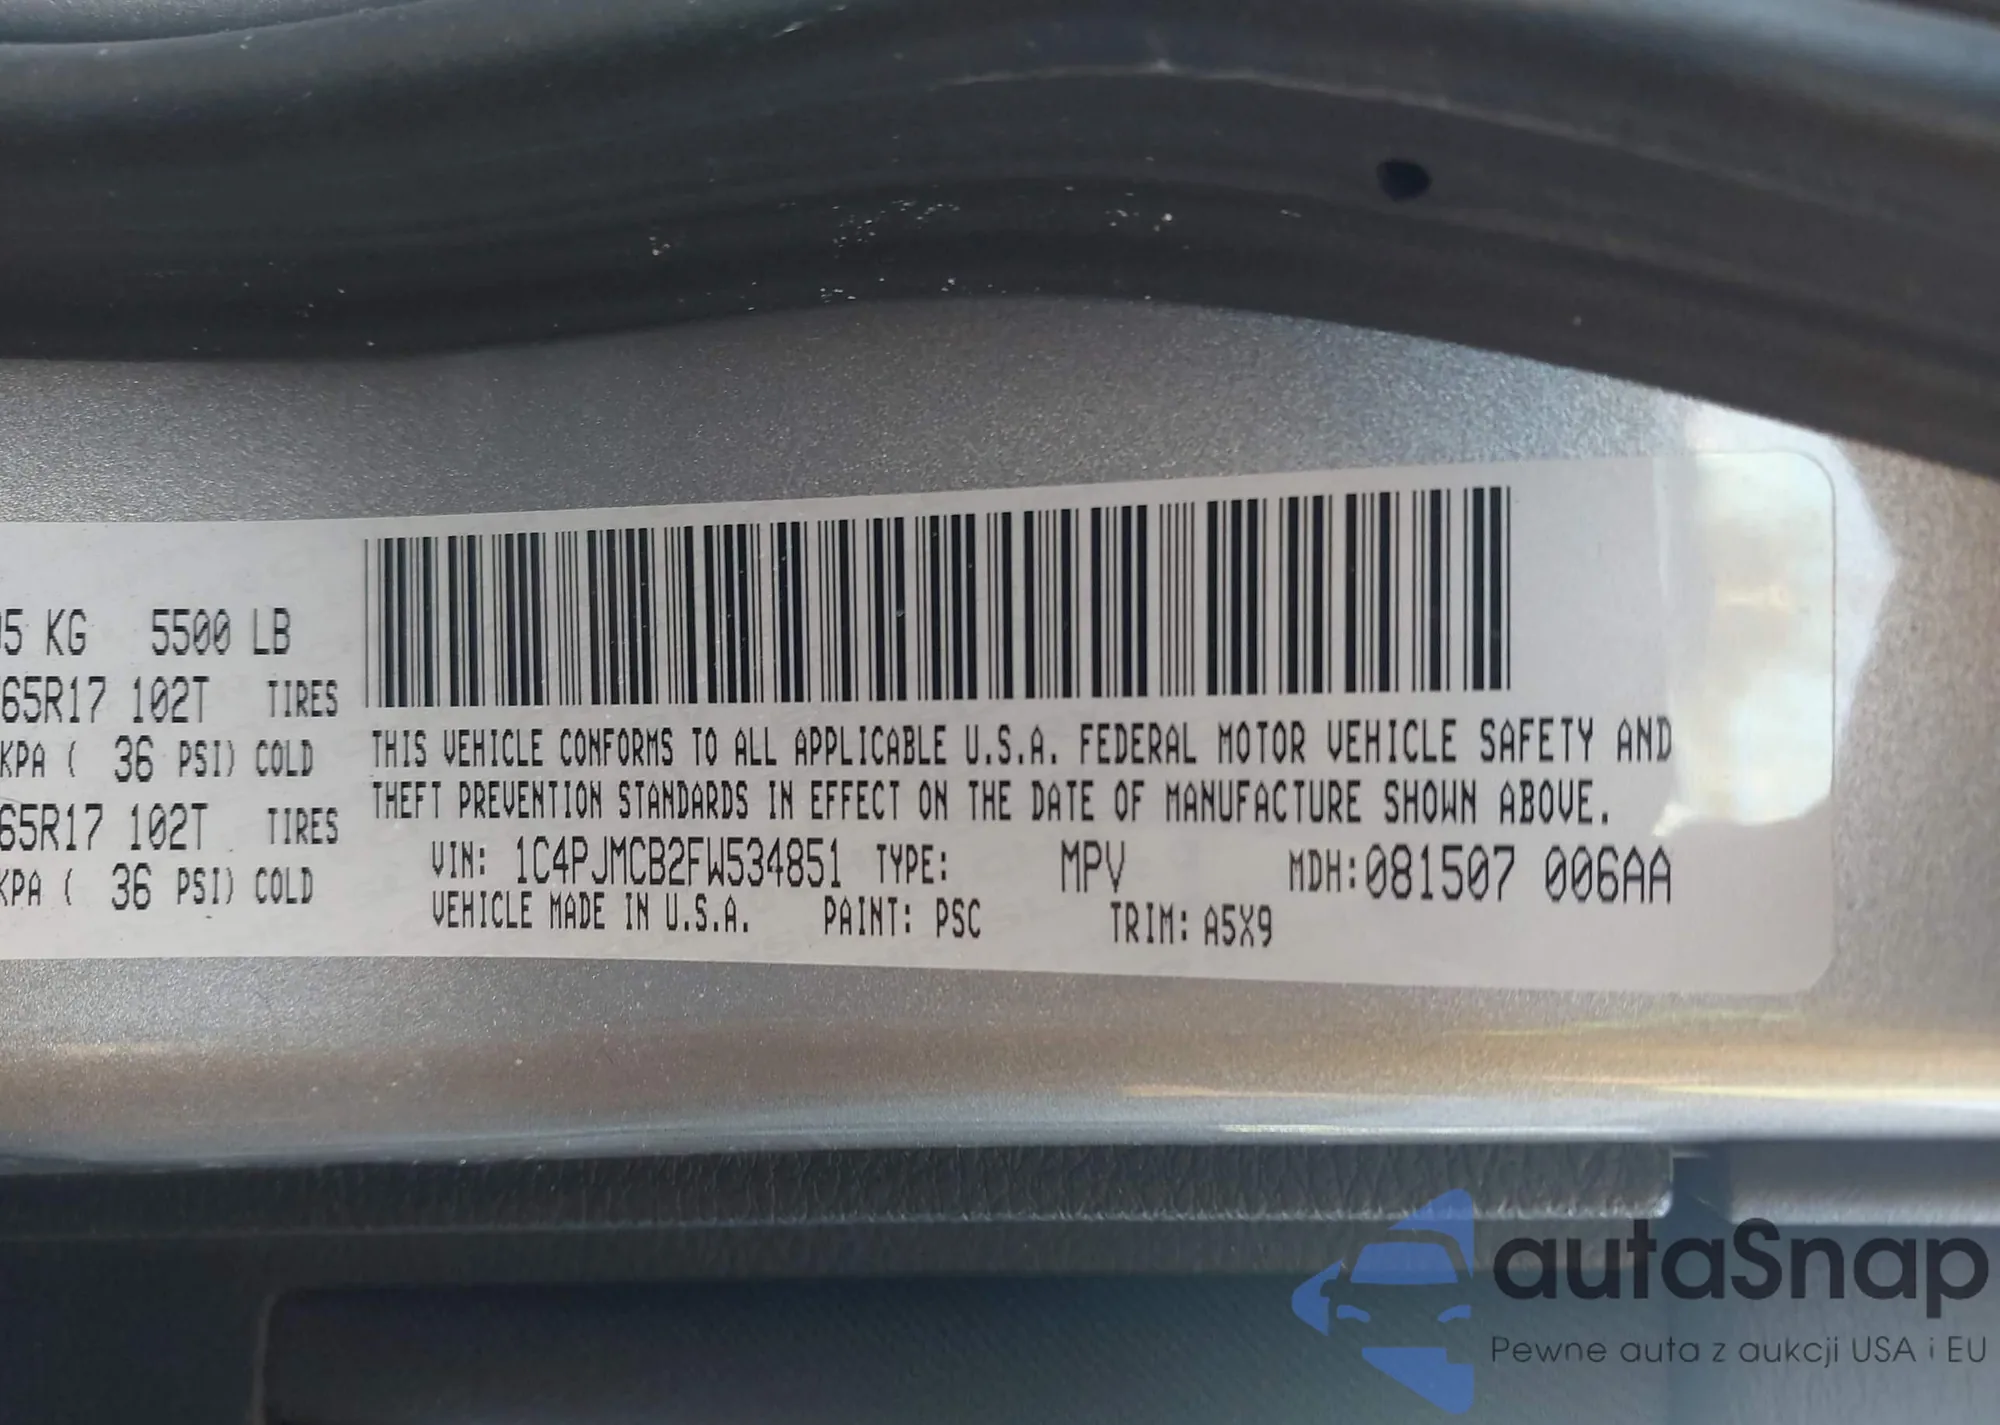 05 KG 5500 LB
65R17 102T TIRES
KPA ( 36 PSI) COLD
65R17 102T TIRES
KPA ( 36 PSI) COLD
THIS VEHICLE CONFORMS TO ALL APPLICABLE U.S.A. FEDERAL MOTOR VEHICLE SAFETY AND
THEFT PREVENTION STANDARDS IN EFFECT ON THE DATE OF MANUFACTURE SHOWN ABOVE.
VIN: 1C4PJMCB2FW534851 TYPE: MPV MDH:081507 006AA
VEHICLE MADE IN U.S.A. PAINT: PSC TRIM: A5X9
autaSnap
Pewne auta z aukcji USA i EU